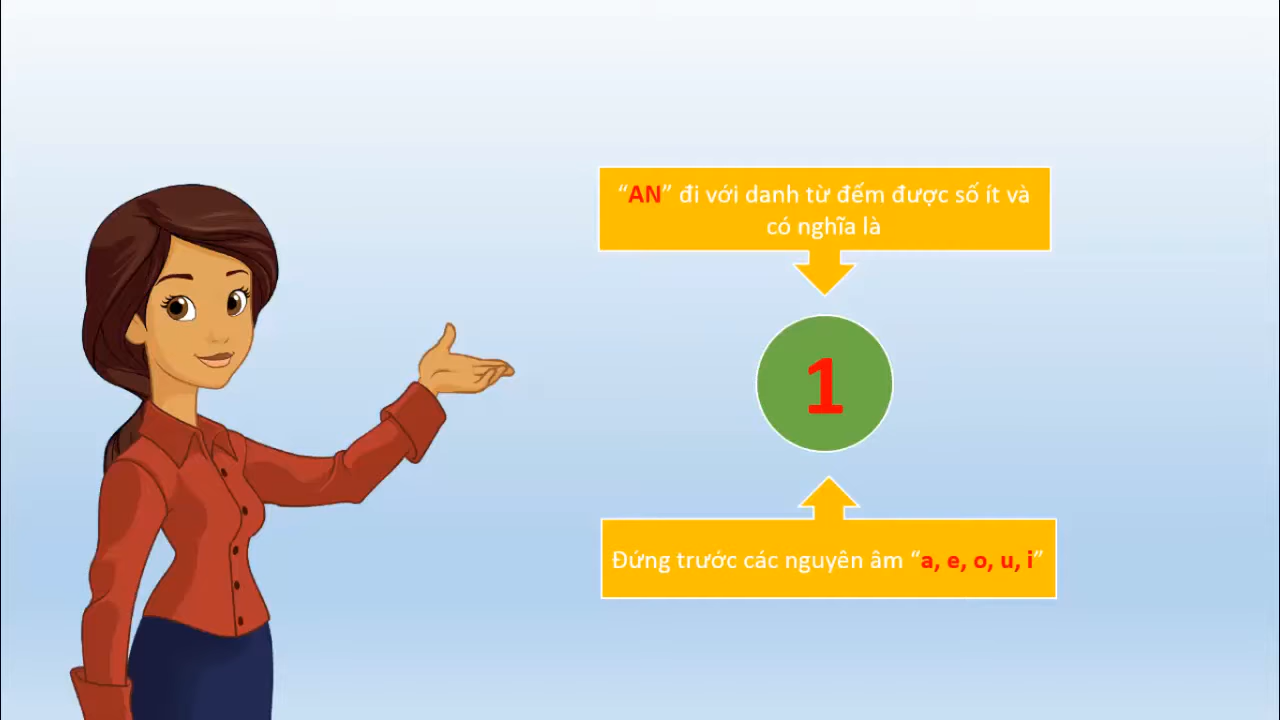 “AN” đi với danh từ đếm được số ít và
có nghĩa là
1
Đứng trước các nguyên âm “a, e, o, u, i”